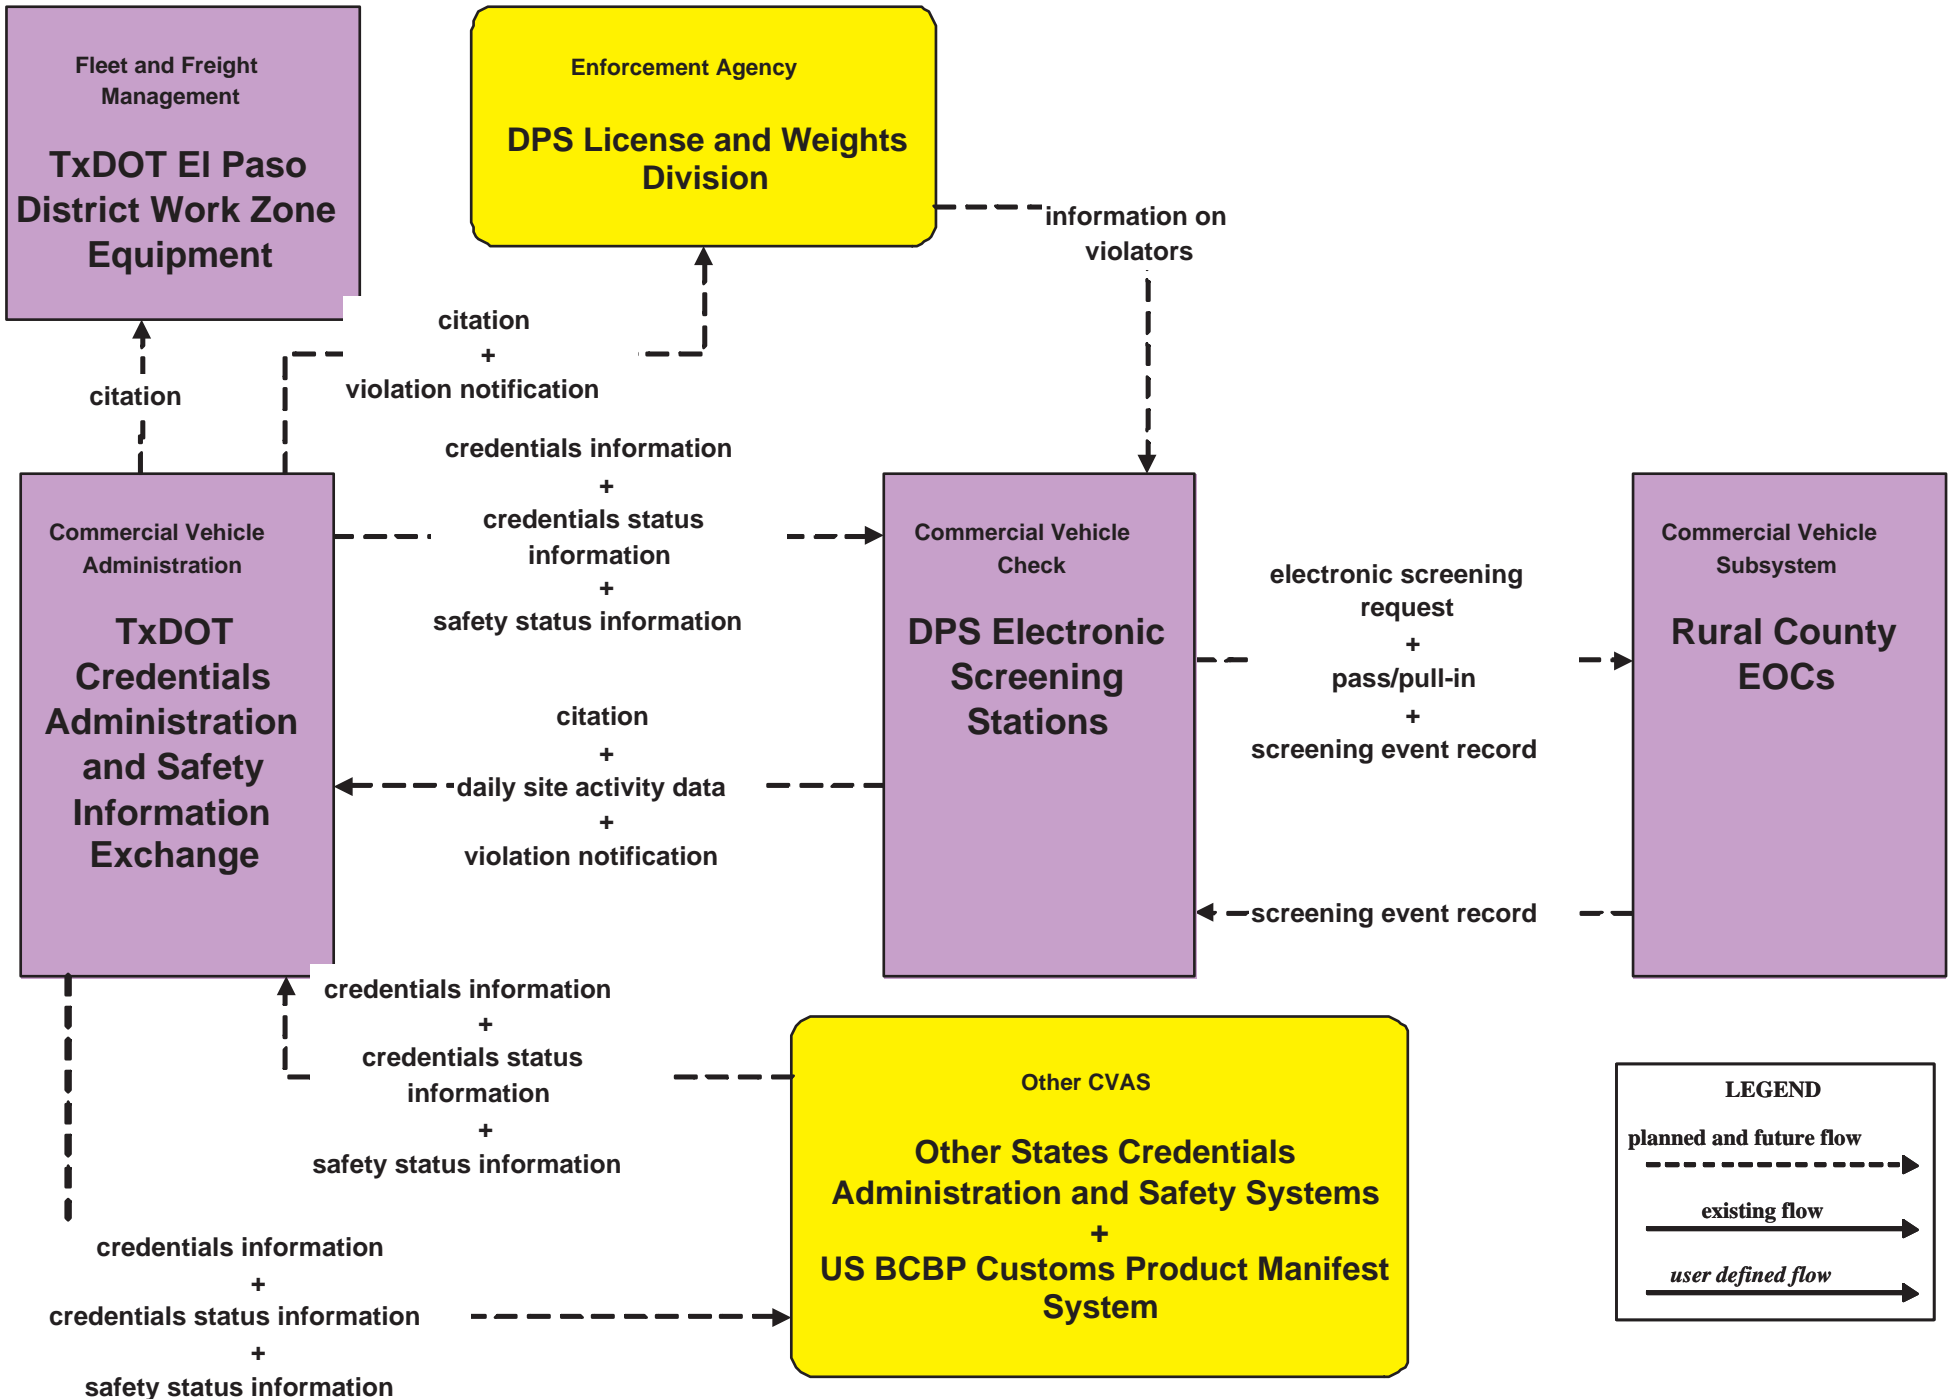 Fleet and Freight
Management
TxDOT El Paso
District Work Zone
Equipment
Enforcement Agency
DPS License and Weights
Division
information on
violators
citation
+
violation notification
citation
credentials information
+
credentials status
information
+
safety status information
Commercial Vehicle
Administration
TxDOT
Credentials
Administration
and Safety
Information
Exchange
citation
+
daily site activity data
+
violation notification
Commercial Vehicle
Check
DPS Electronic
Screening
Stations
electronic screening
request
+
pass/pull-in
+
screening event record
screening event record
Commercial Vehicle
Subsystem
Rural County
EOCs
credentials information
+
credentials status
information
+
safety status information
credentials information
+
credentials status information
+
safety status information
Other CVAS
Other States Credentials
Administration and Safety Systems
+
US BCBP Customs Product Manifest
System
LEGEND
planned and future flow
existing flow
user defined flow